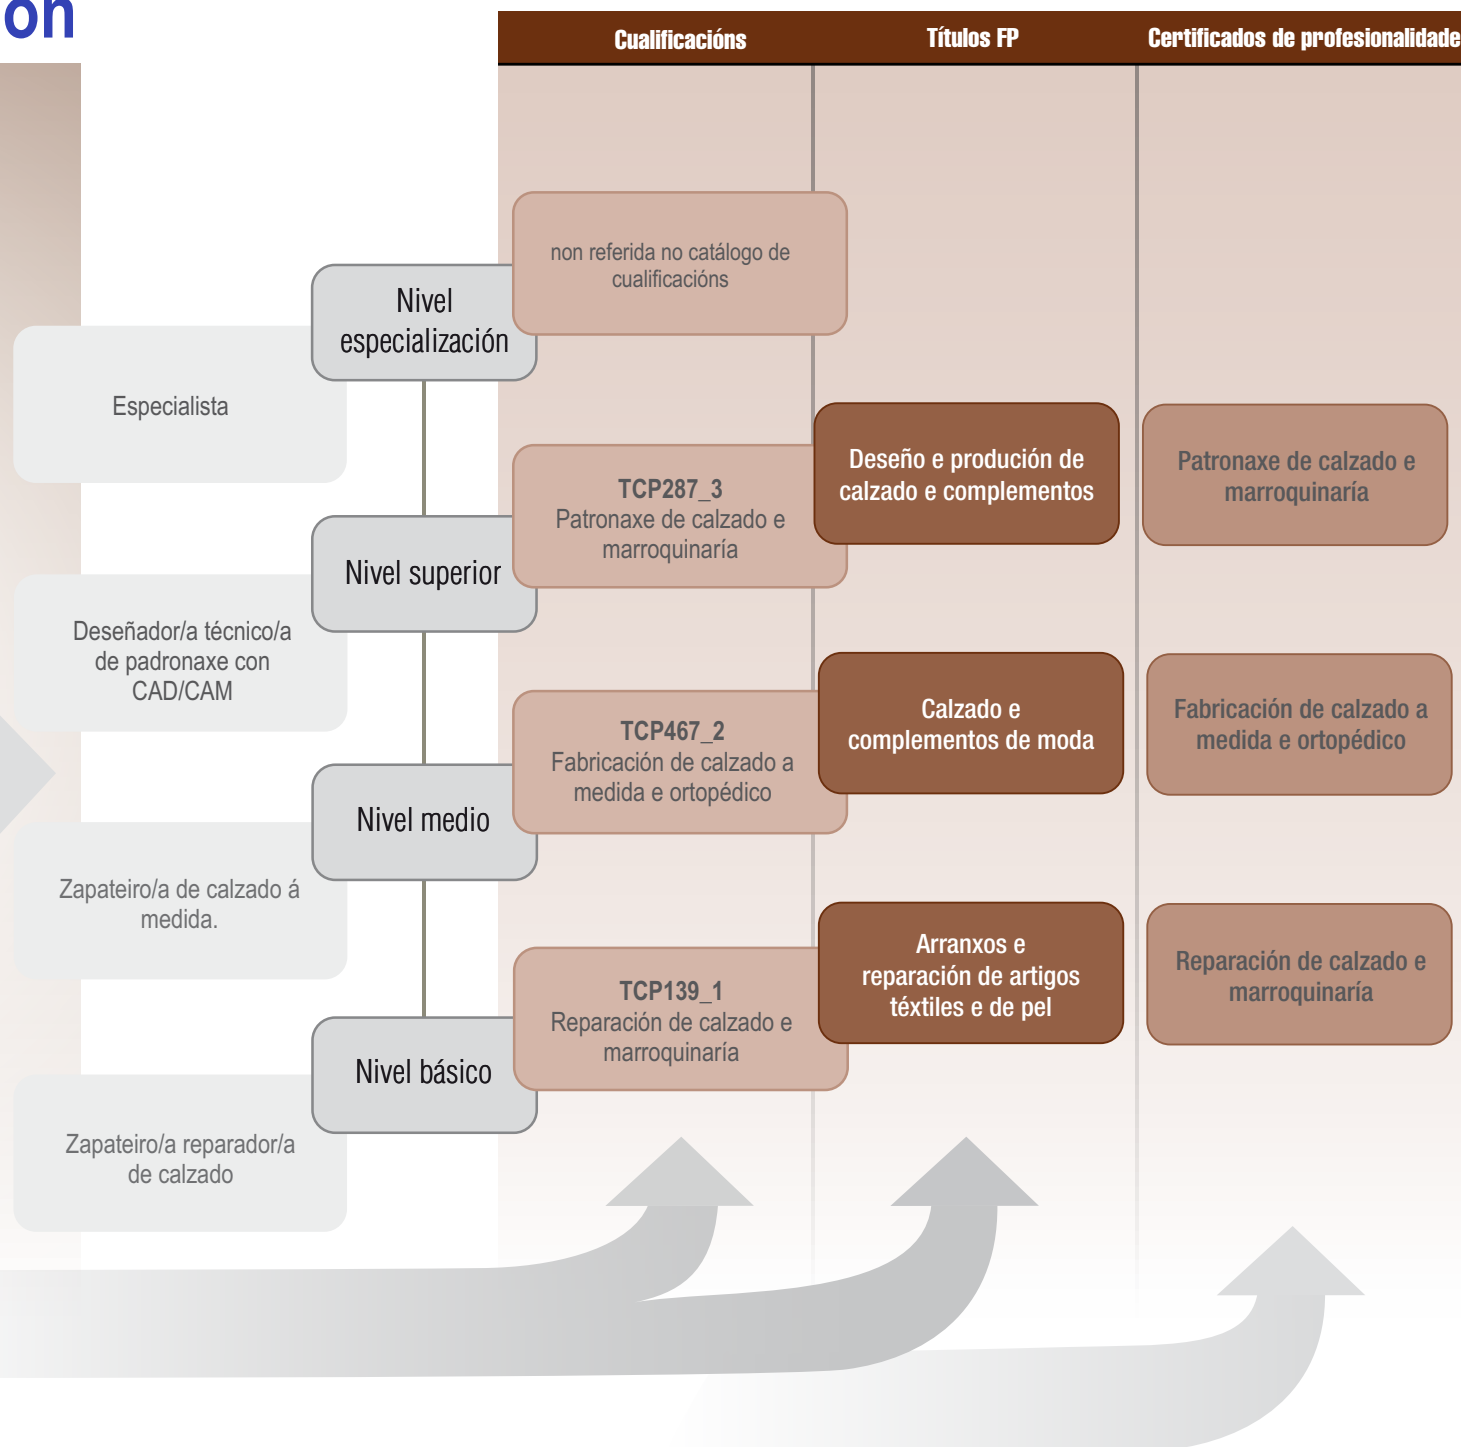 ón
Cualificacións
Títulos FP
Certificados de profesionalidade
non referida no catálogo de
cualificacións
Nivel
especialización
Especialista
TCP287_3
Patronaxe de calzado e
marroquinaría
Deseño e produción de
calzado e complementos
Patronaxe de calzado e
marroquinaría
Nivel superior
Deseñador/a técnico/a
de padronaxe con
CAD/CAM
TCP467_2
Fabricación de calzado a
medida e ortopédico
Calzado e
complementos de moda
Fabricación de calzado a
medida e ortopédico
Nivel medio
Zapateiro/a de calzado á
medida.
TCP139_1
Reparación de calzado e
marroquinaría
Arranxos e
reparación de artigos
téxtiles e de pel
Reparación de calzado e
marroquinaría
Nivel básico
Zapateiro/a reparador/a
de calzado